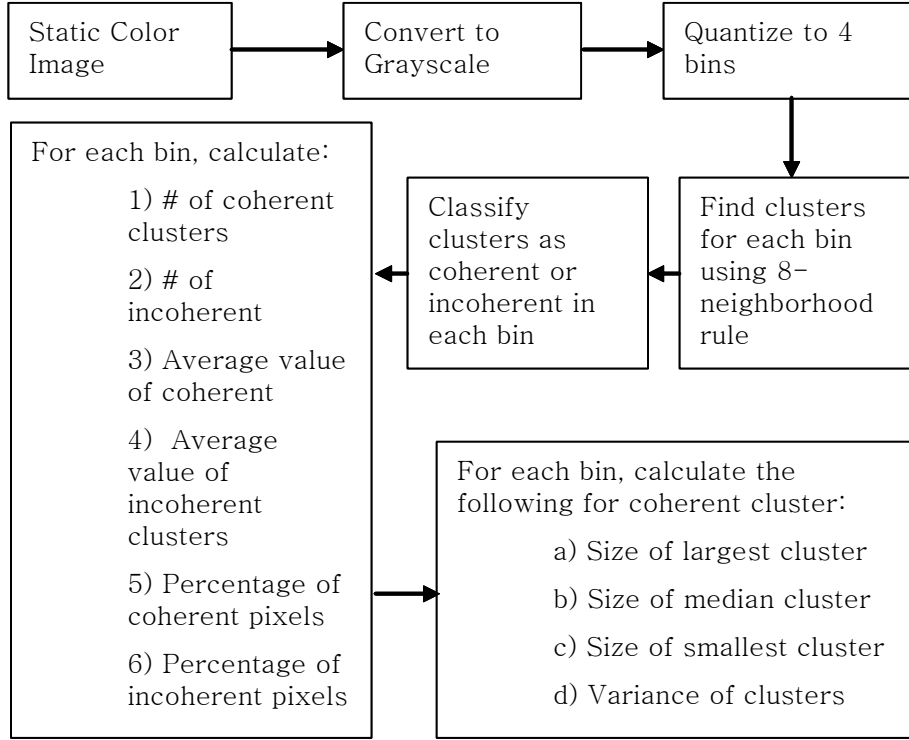 Static Color
Image
Convert to
Grayscale
Quantize to 4
bins
Find clusters
for each bin
using 8-
neighborhood
rule
Classify
clusters as
coherent or
incoherent in
each bin
For each bin, calculate:
1) # of coherent
clusters
2) # of
incoherent
3) Average value
of coherent
4) Average
value of
incoherent
clusters
5) Percentage of
coherent pixels
6) Percentage of
incoherent pixels
For each bin, calculate the
following for coherent cluster:
a) Size of largest cluster
b) Size of median cluster
c) Size of smallest cluster
d) Variance of clusters